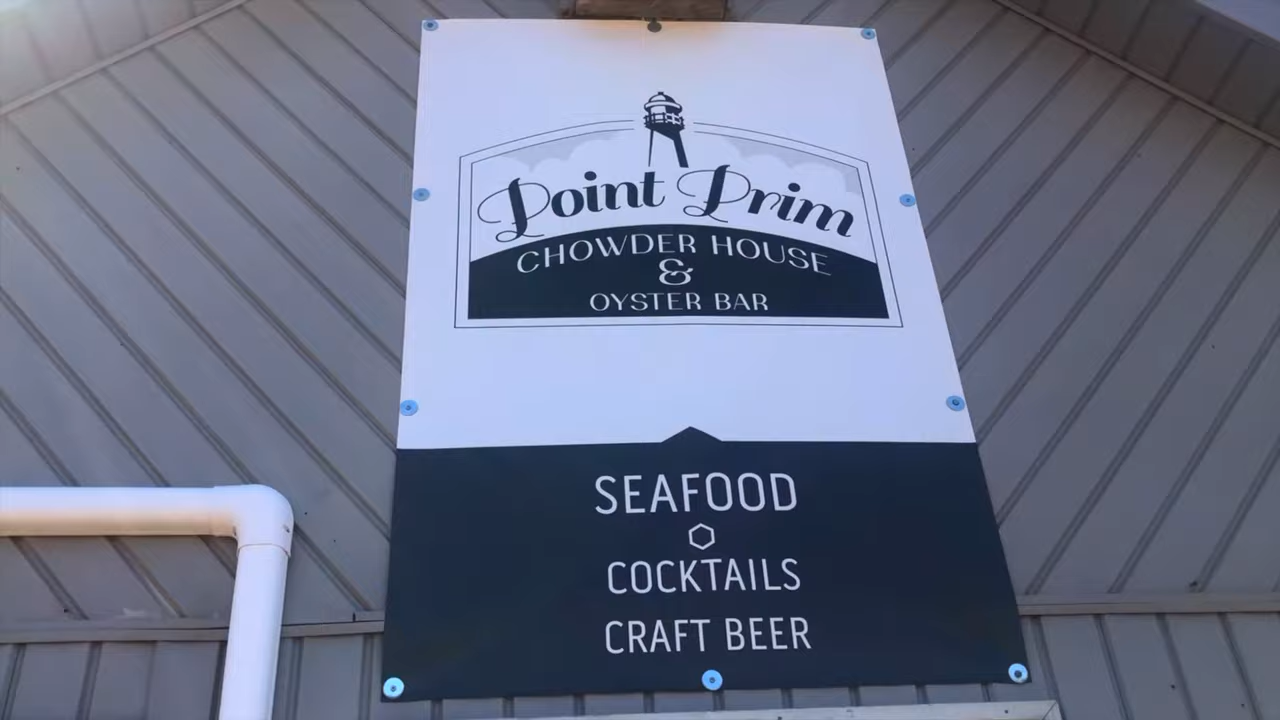 Point Prim
CHOWDER HOUSE
&
OYSTER BAR
SEAFOOD
COCKTAILS
CRAFT BEER